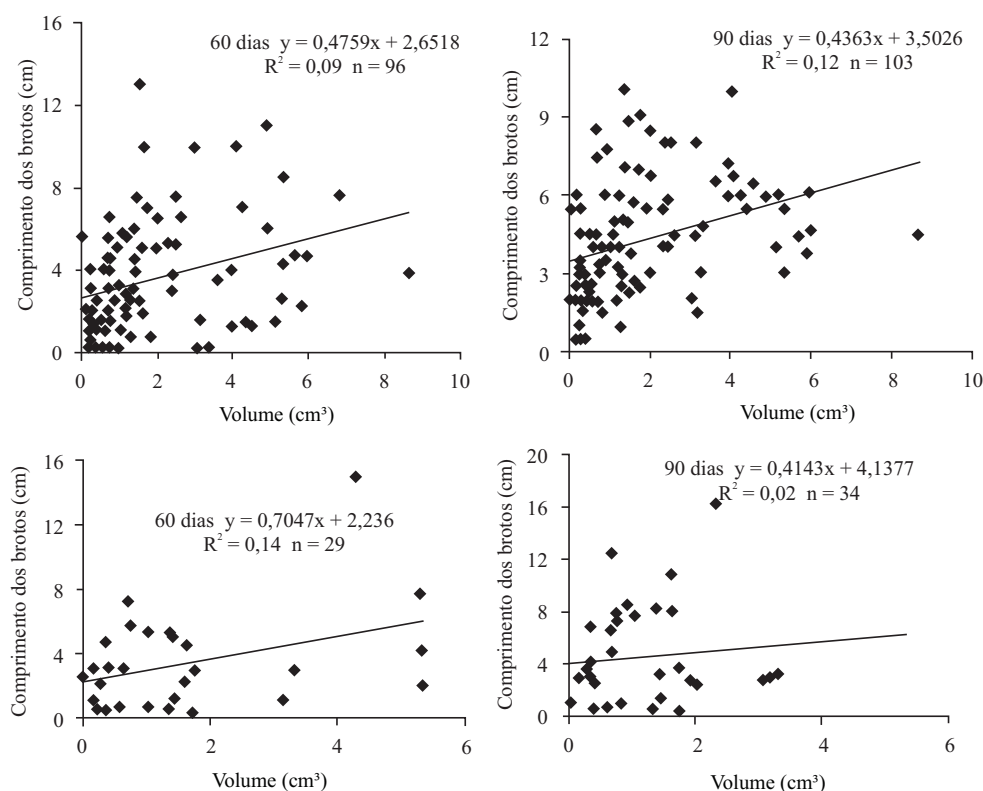 60 dias y = 0,4759x + 2,6518
R² = 0,09 n = 96
Comprimento dos brotos (cm)
16
12
8
4
0
0 2 4 6 8 10
Volume (cm³)
90 dias y = 0,4363x + 3,5026
R² = 0,12 n = 103
Comprimento dos brotos (cm)
12
9
6
3
0
0 2 4 6 8 10
Volume (cm³)
60 dias y = 0,7047x + 2,236
R² = 0,14 n = 29
Comprimento dos brotos (cm)
16
12
8
4
0
0 2 4 6
Volume (cm³)
90 dias y = 0,4143x + 4,1377
R² = 0,02 n = 34
Comprimento dos brotos (cm)
20
16
12
8
4
0
0 2 4 6
Volume (cm³)